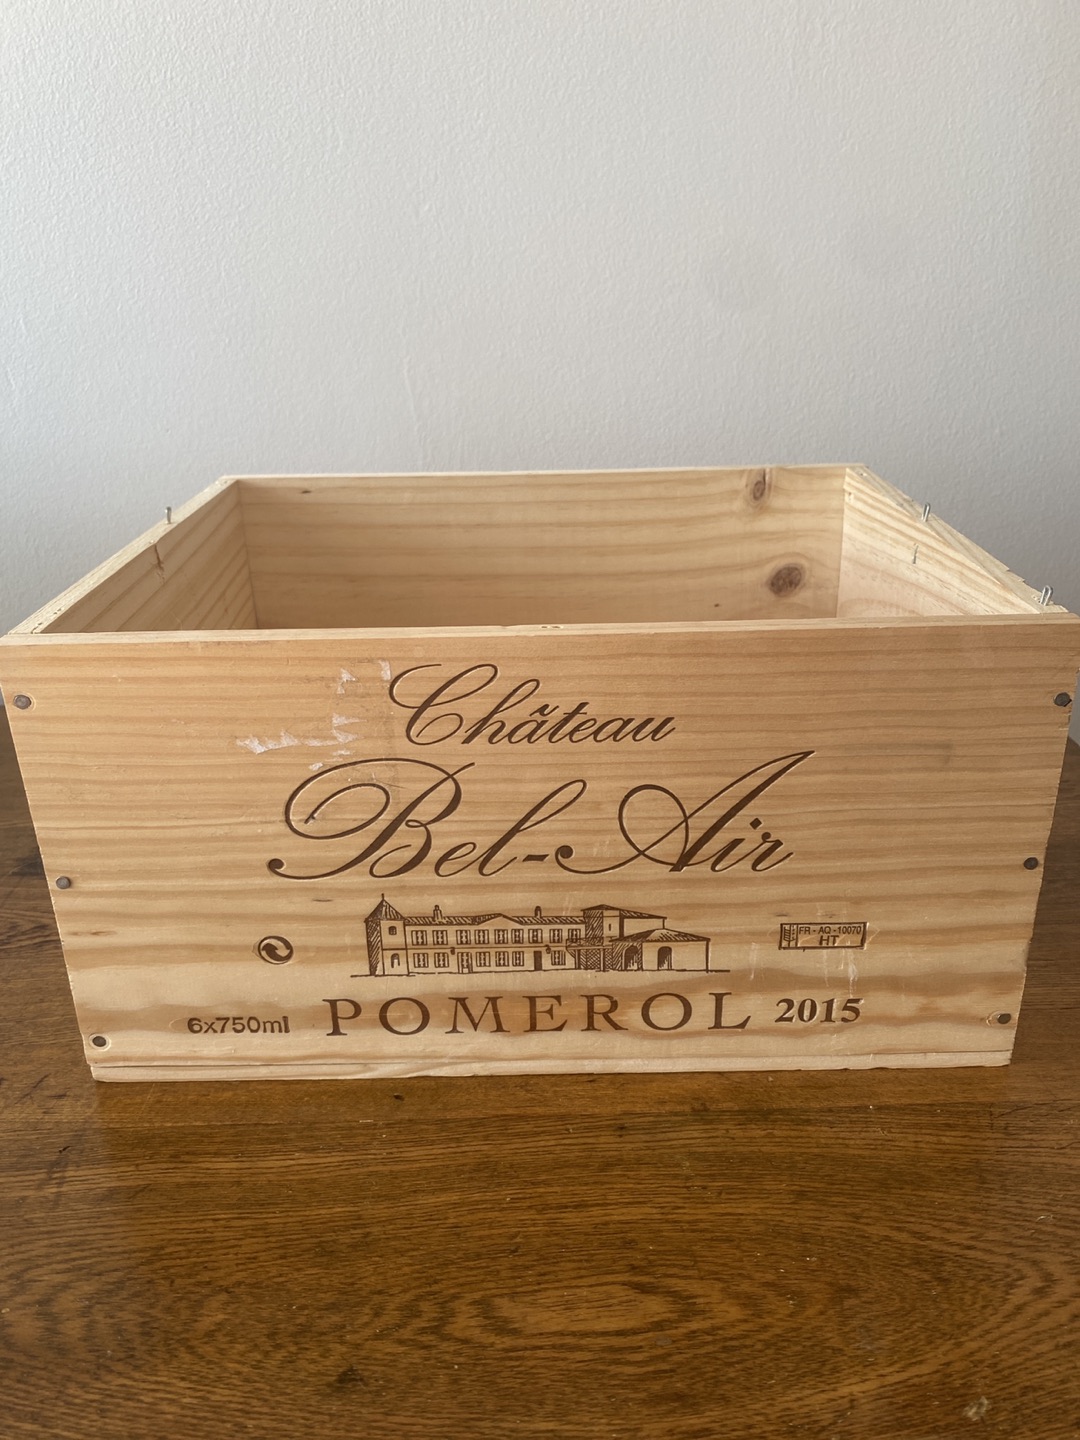 Château
Bel-Air
FR - AQ - 10070
HT
6x750ml
POMEROL 2015